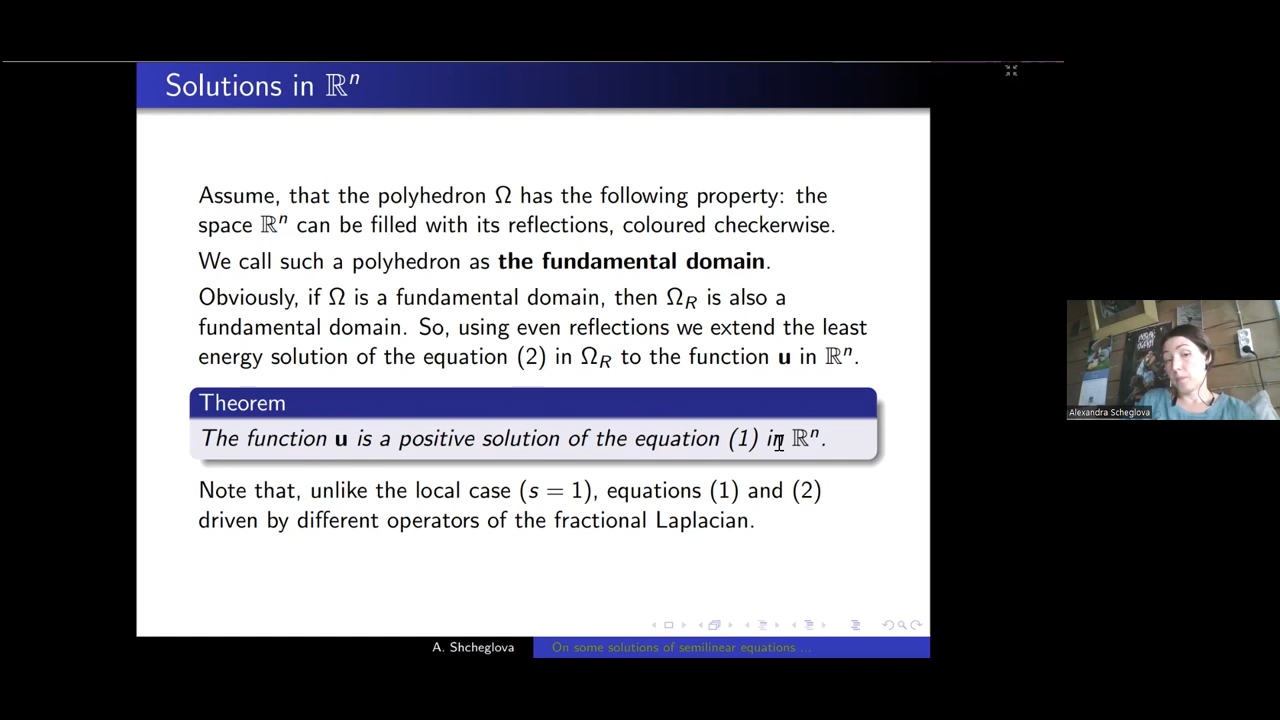 Solutions in ℝⁿ
Assume, that the polyhedron Ω has the following property: the
space ℝⁿ can be filled with its reflections, coloured checkerwise.
We call such a polyhedron as the fundamental domain.
Obviously, if Ω is a fundamental domain, then Ω_R is also a
fundamental domain. So, using even reflections we extend the least
energy solution of the equation (2) in Ω_R to the function u in ℝⁿ.
Theorem
The function u is a positive solution of the equation (1) in ℝⁿ.
Note that, unlike the local case (s = 1), equations (1) and (2)
driven by different operators of the fractional Laplacian.
A. Shcheglova
On some solutions of semilinear equations ...
Alexandra Scheglova